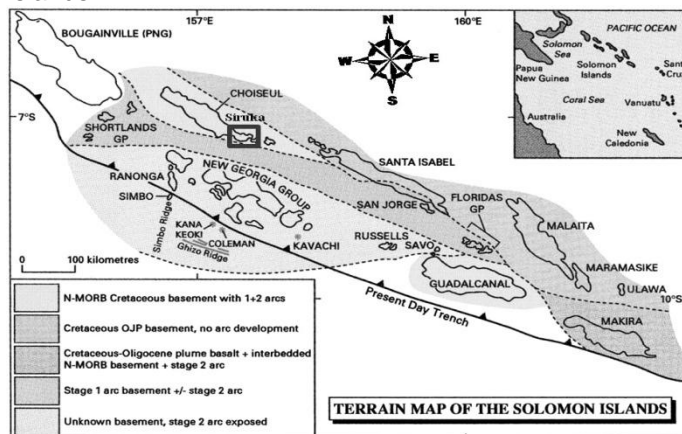 157°E
160°E
BOUGAINVILLE (PNG)
N
W
E
S
PACIFIC OCEAN
Solomon
Sea
Solomon
Islands
Papua
New Guinea
Santa
Cru
Coral Sea
Vanuatu
Australia
New
Caledonia
CHOISEUL
7°S
SHORTLANDS
GP
SANTA ISABEL
NEW GEORGIA GROUP
RANONGA
SIMBO
SAN JORGE
FLORIDAS
GP
MALAITA
Simbo Ridge
KANA
KEOKI
COLEMAN
Ghizo Ridge
KAVACHI
RUSSELLS
SAVO
MARAMASIKE
ULAWA
0
100 kilometres
GUADALCANAL
10°S
Present Day Trench
MAKIRA
N-MORB Cretaceous basement with 1+2 arcs
Cretaceous OJP basement, no arc development
Cretaceous-Oligocene plume basalt + interbedded
N-MORB basement + stage 2 arc
Stage 1 arc basement +/- stage 2 arc
Unknown basement, stage 2 arc exposed
TERRAIN MAP OF THE SOLOMON ISLANDS